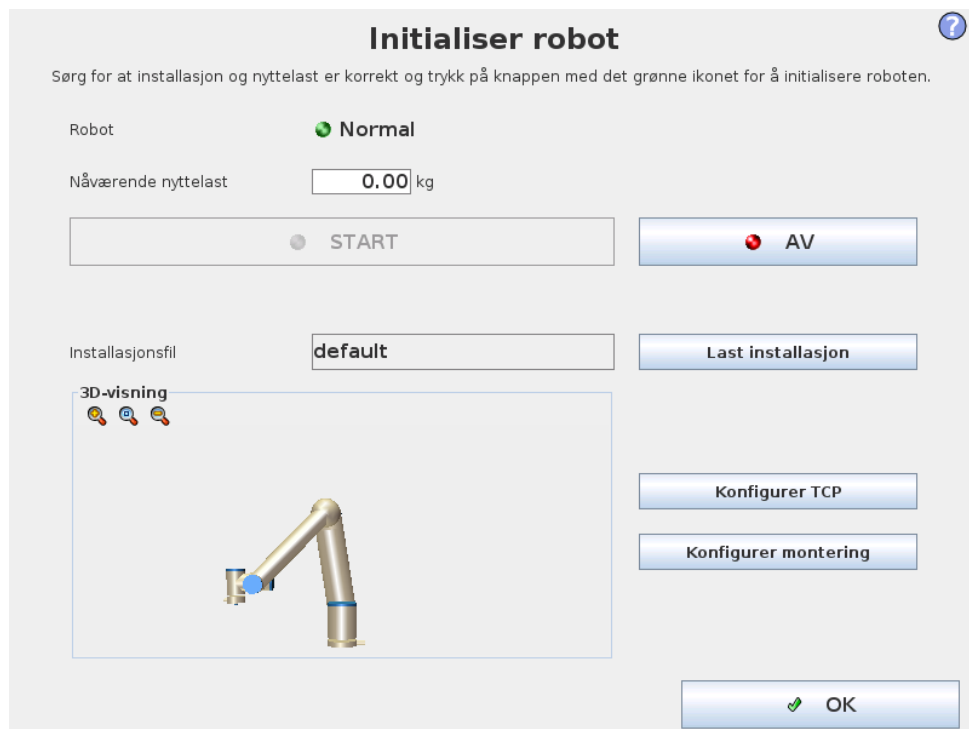 Initialiser robot
?
Sørg for at installasjon og nyttelast er korrekt og trykk på knappen med det grønne ikonet for å initialisere roboten.
Robot
Normal
Nåværende nyttelast
0.00 kg
START
AV
Installasjonsfil
default
Last installasjon
3D-visning
Konfigurer TCP
Konfigurer montering
OK